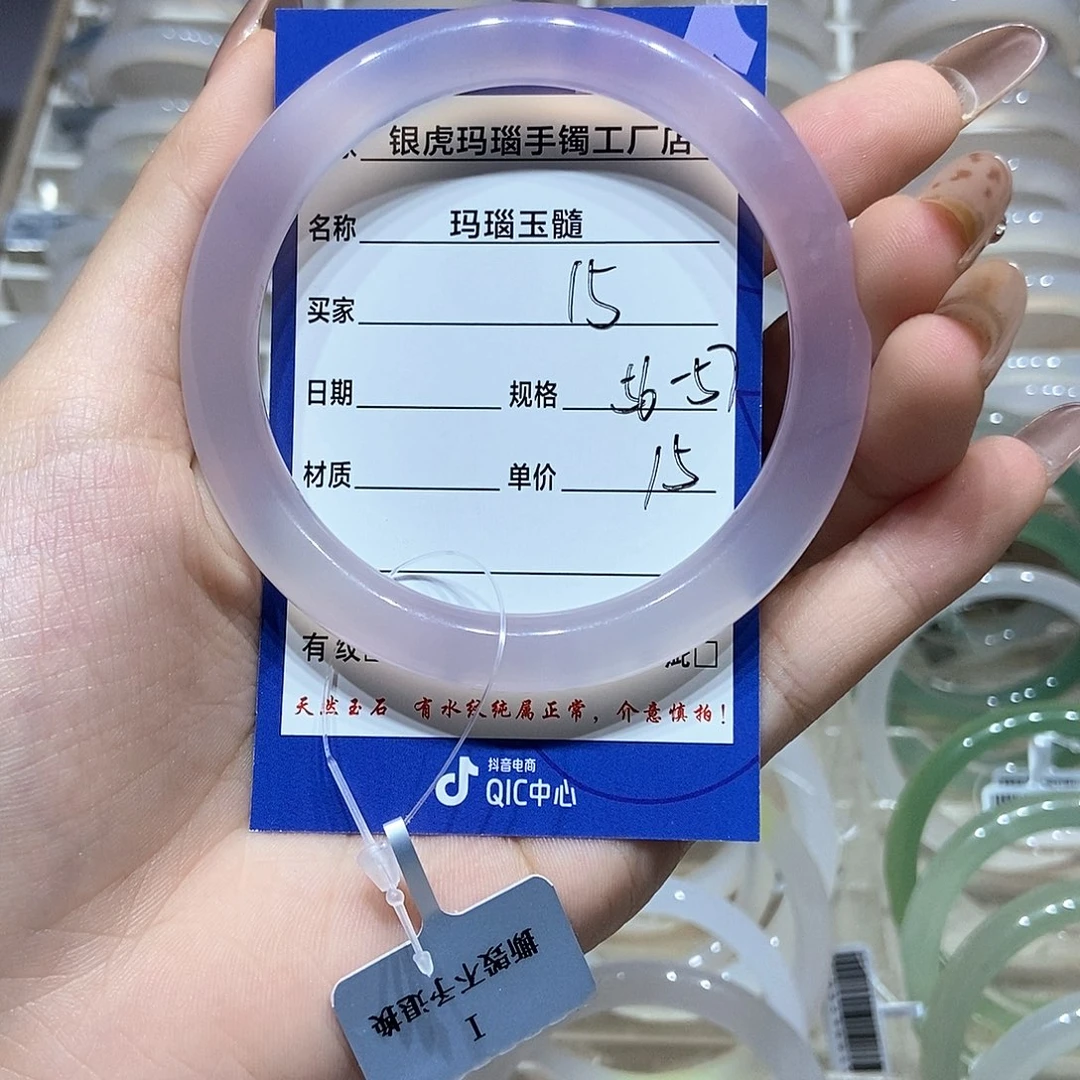 银虎玛瑙手镯工厂店
名称 玛瑙玉髓
买家 15
日期 规格 56-57
材质 单价 15
有纹 疵□
天然玉石 有水纹纯属正常，介意慎拍！
抖音电商
QIC中心
撕毁不予退换
I